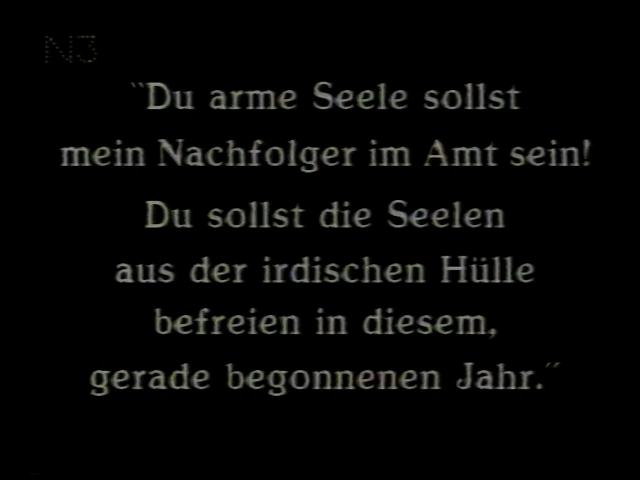 N3
``Du arme Seele sollst
mein Nachfolger im Amt sein!
Du sollst die Seelen
aus der irdischen Hülle
befreien in diesem,
gerade begonnenen Jahr.´´